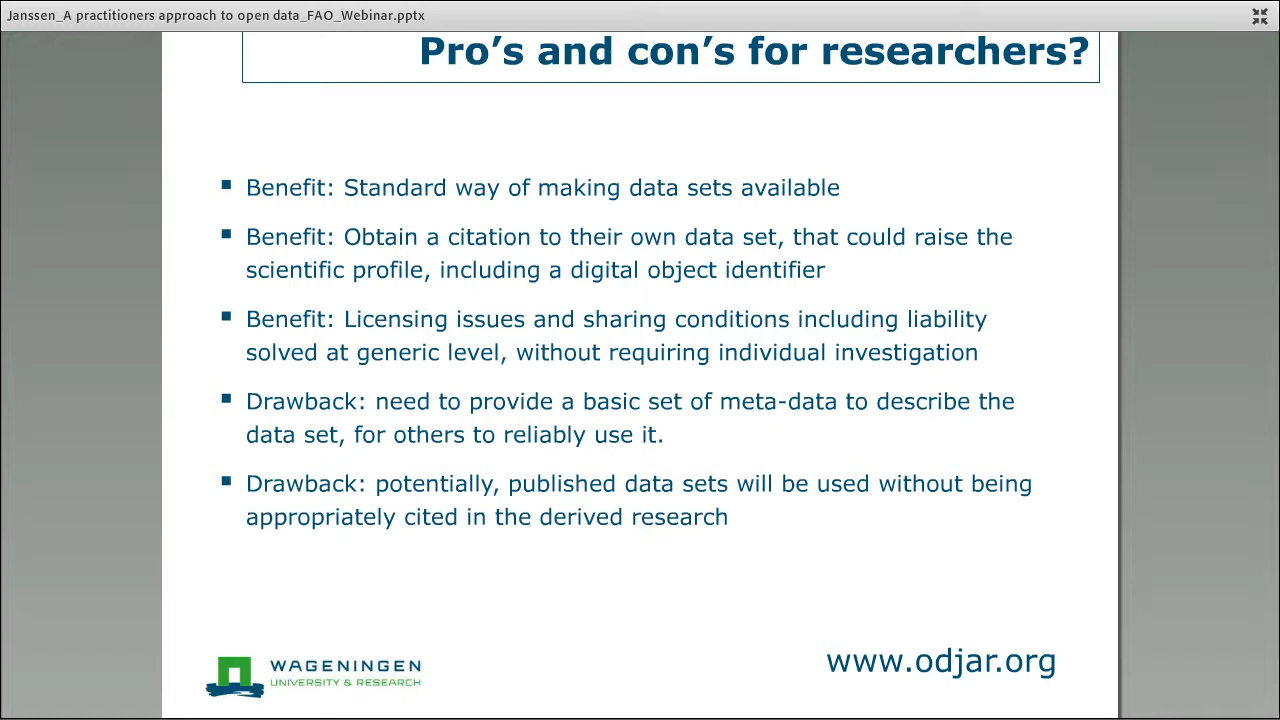 Janssen_A practitioners approach to open data_FAO_Webinar.pptx
Pro’s and con’s for researchers?
▪ Benefit: Standard way of making data sets available
▪ Benefit: Obtain a citation to their own data set, that could raise the
scientific profile, including a digital object identifier
▪ Benefit: Licensing issues and sharing conditions including liability
solved at generic level, without requiring individual investigation
▪ Drawback: need to provide a basic set of meta-data to describe the
data set, for others to reliably use it.
▪ Drawback: potentially, published data sets will be used without being
appropriately cited in the derived research
WAGENINGEN
UNIVERSITY & RESEARCH
www.odjar.org